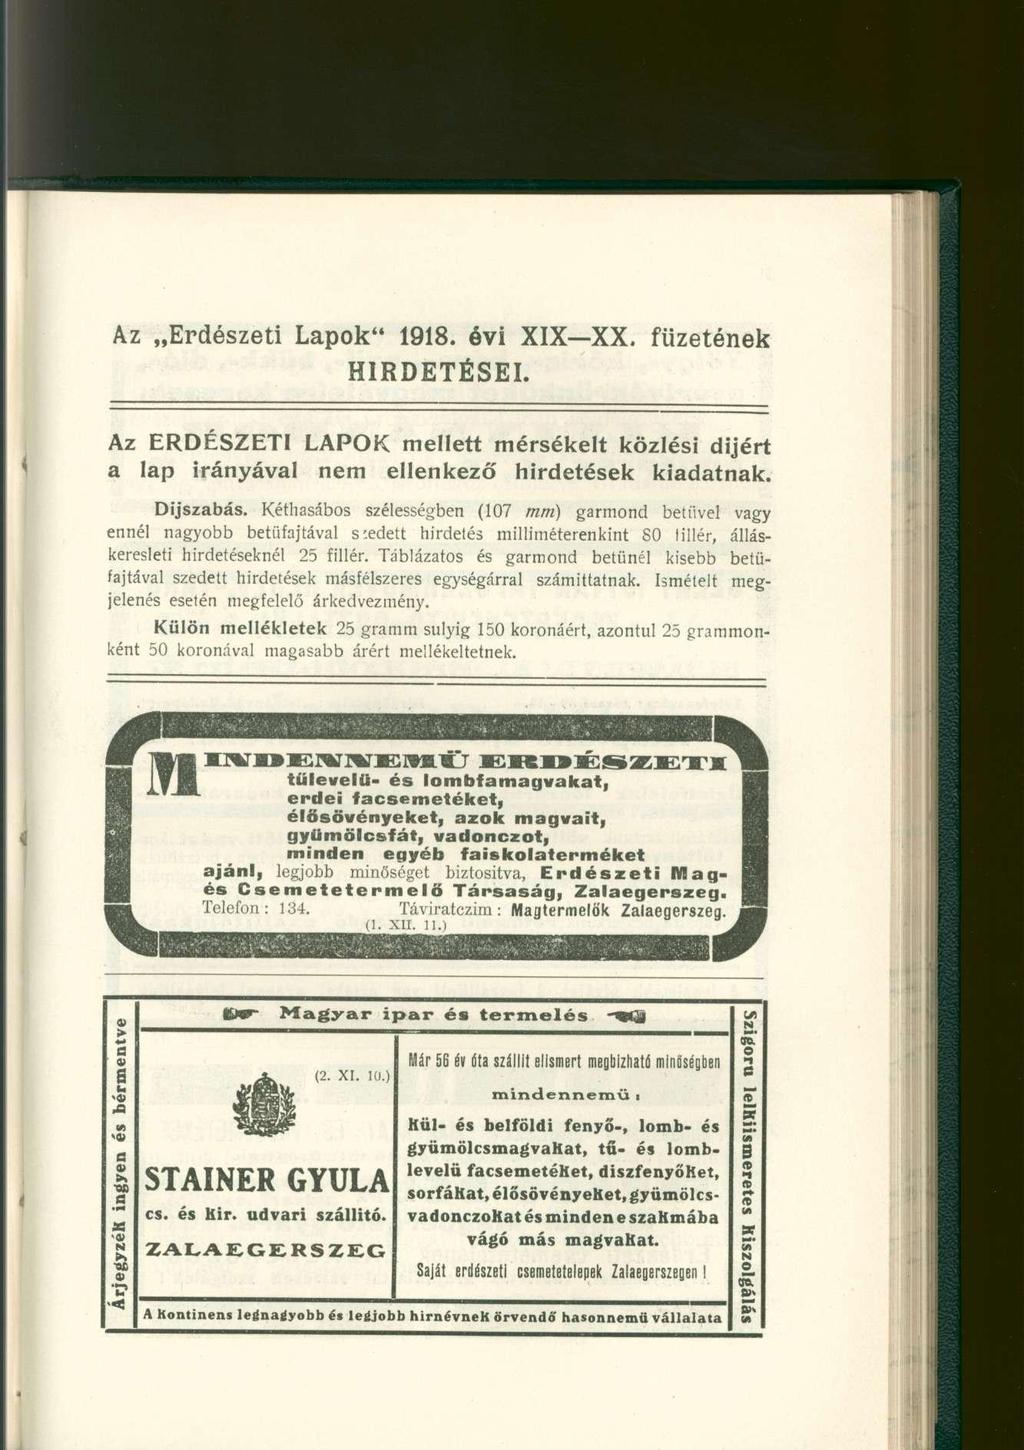 Az „Erdészeti Lapok“ 1918. évi XIX—XX. füzetének
HIRDETÉSEI.
Az ERDÉSZETI LAPOK mellett mérsékelt közlési dijért
a lap irányával nem ellenkező hirdetések kiadatnak.
Dijszabás. Kéthasábos szélességben (107 mm) garmond betüvel vagy
ennél nagyobb betüfajtával szedett hirdetés milliméterenkint 80 fillér, állás-
keresleti hirdetéseknél 25 fillér. Táblázatos és garmond betünél kisebb betü-
fajtával szedett hirdetések másfélszeres egységárral számittatnak. Ismételt meg-
jelenés esetén megfelelő árkedvezmény.
Külön mellékletek 25 gramm sulyig 150 koronáért, azontul 25 grammon-
ként 50 koronával magasabb árért mellékeltetnek.
MINDENNEMÜ ERDÉSZETI
tülevelü- és lombfamagvakat,
erdei facsemetéket,
élősövényeket, azok magvait,
gyümölcsfát, vadonczot,
minden egyéb faiskolaterméket
ajánl, legjobb minőséget biztositva, Erdészeti Mag-
és Csemetetermelő Társaság, Zalaegerszeg.
Telefon: 134. Táviratczim: Magtermelők Zalaegerszeg.
(1. XII. 11.)
Árjegyzék ingyen és bérmentve
Magyar ipar és termelés
(2. XI. 10.)
STAINER GYULA
cs. és kir. udvari szállitó.
ZALAEGERSZEG
Már 56 év óta szállit elismert megbizható minőségben
mindennemü :
Kül- és belföldi fenyő-, lomb- és
gyümölcsmagvakat, tű- és lomb-
levelü facsemetéket, diszfenyőket,
sorfákat, élősövényeket, gyümölcs-
vadonczokat és minden e szakmába
vágó más magvakat.
Saját erdészeti csemetetelepek Zalaegerszegen !
A kontinens legnagyobb és legjobb hirnévnek örvendő hasonnemü vállalata
Szigoru lelkiismeretes kiszolgálás